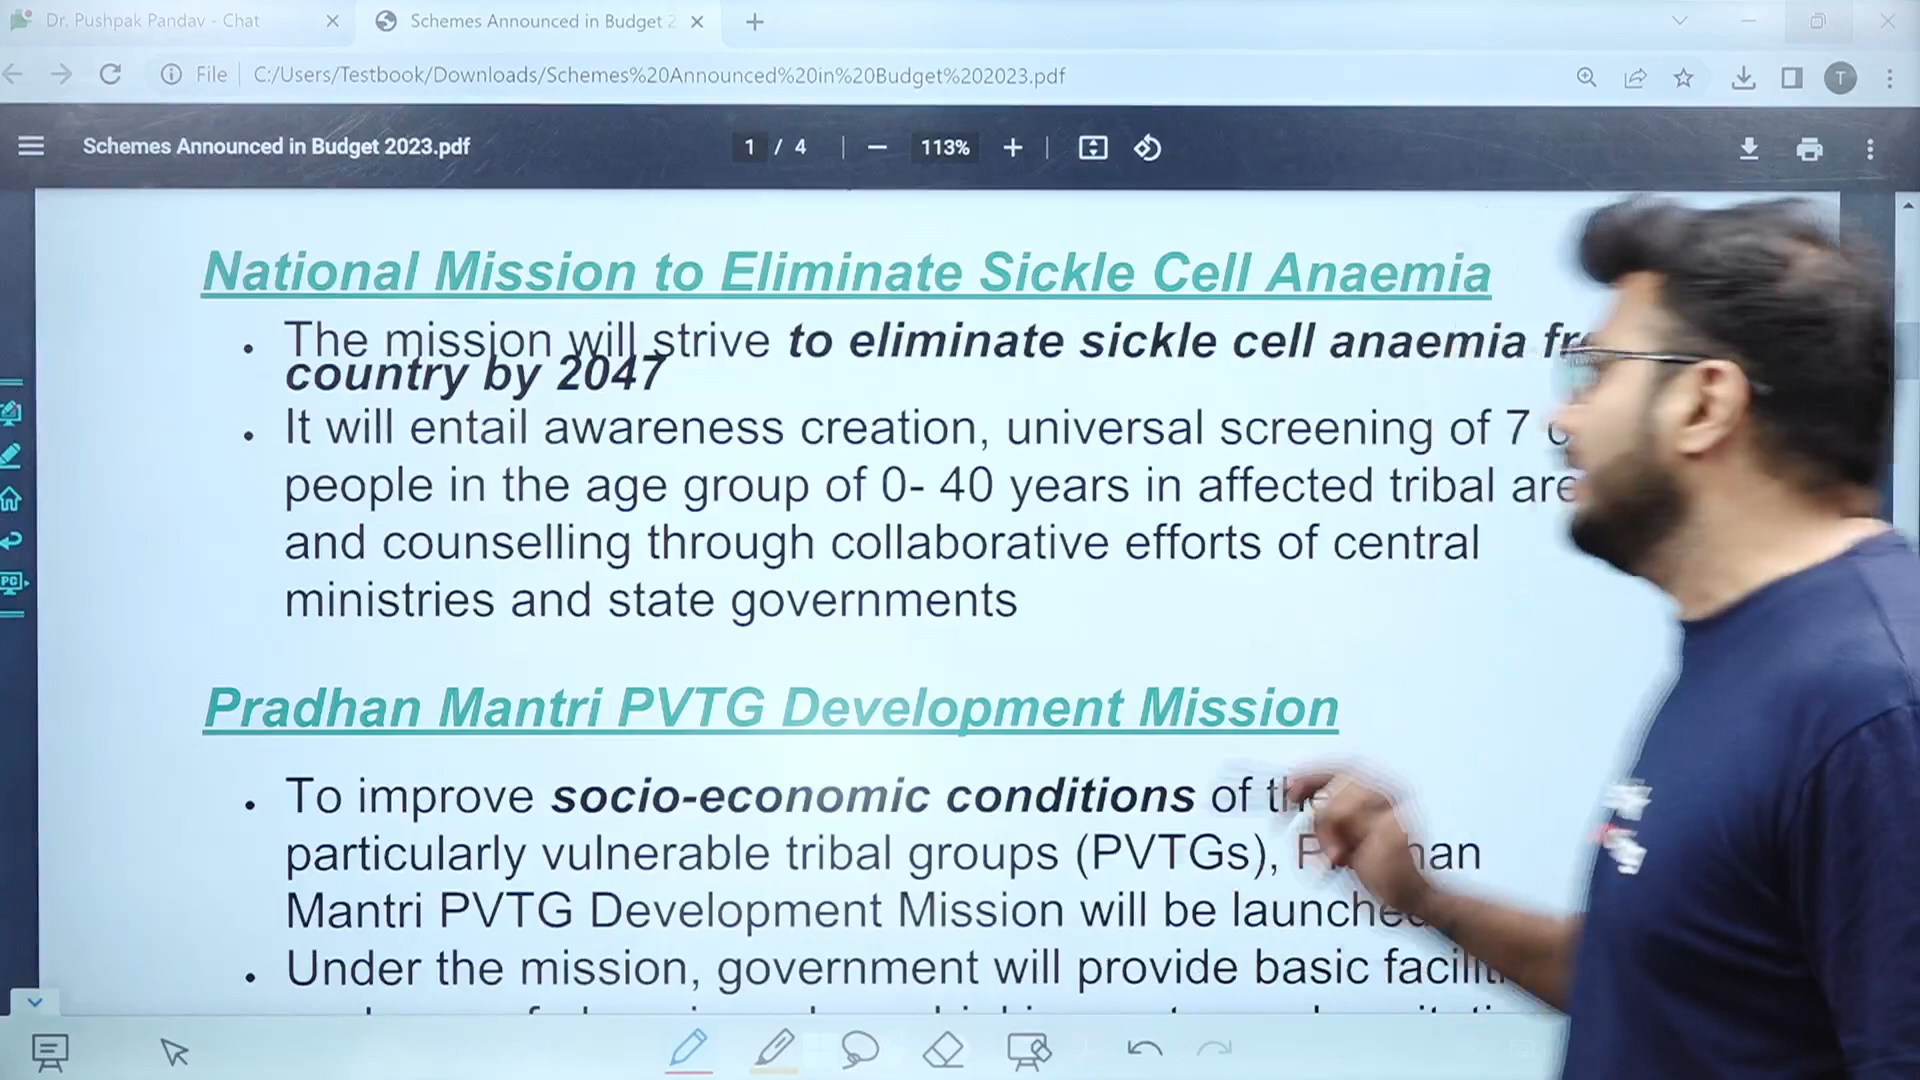 Dr. Pushpak Pandav - Chat
Schemes Announced in Budget 2
File
C:/Users/Testbook/Downloads/Schemes%20Announced%20in%20Budget%202023.pdf
T
Schemes Announced in Budget 2023.pdf
1 / 4
113%
National Mission to Eliminate Sickle Cell Anaemia
• The mission will strive to eliminate sickle cell anaemia
country by 2047
• It will entail awareness creation, universal screening of 7
people in the age group of 0- 40 years in affected tribal
and counselling through collaborative efforts of central
ministries and state governments
Pradhan Mantri PVTG Development Mission
• To improve socio-economic conditions of
particularly vulnerable tribal groups (PVTGs),
Mantri PVTG Development Mission will be launched
• Under the mission, government will provide basic
PC